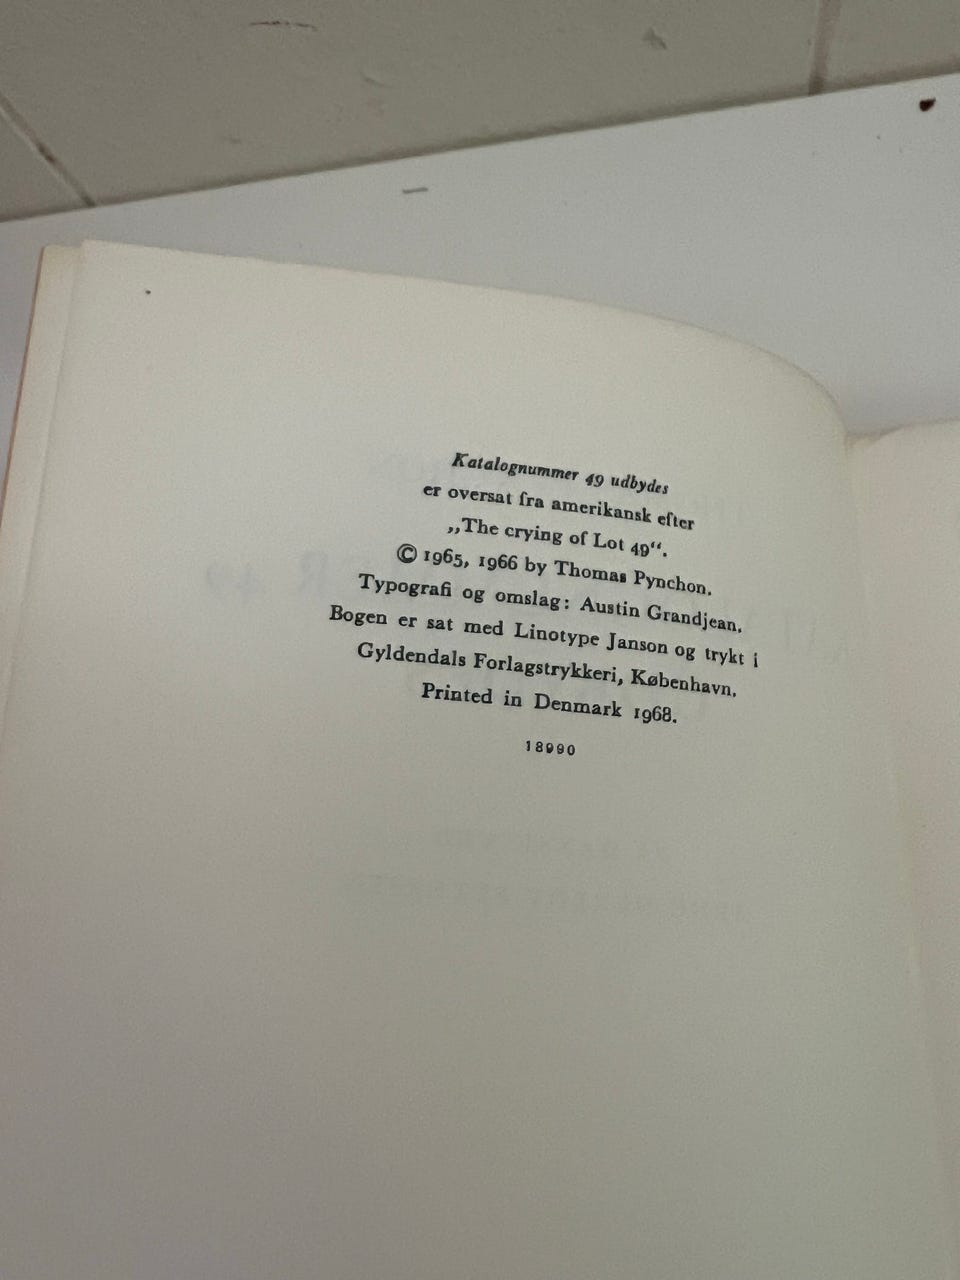 Katalognummer 49 udbydes
er oversat fra amerikansk efter
„The crying of Lot 49“.
© 1965, 1966 by Thomas Pynchon.
Typografi og omslag: Austin Grandjean.
Bogen er sat med Linotype Janson og trykt i
Gyldendals Forlagstrykkeri, København.
Printed in Denmark 1968.
18990